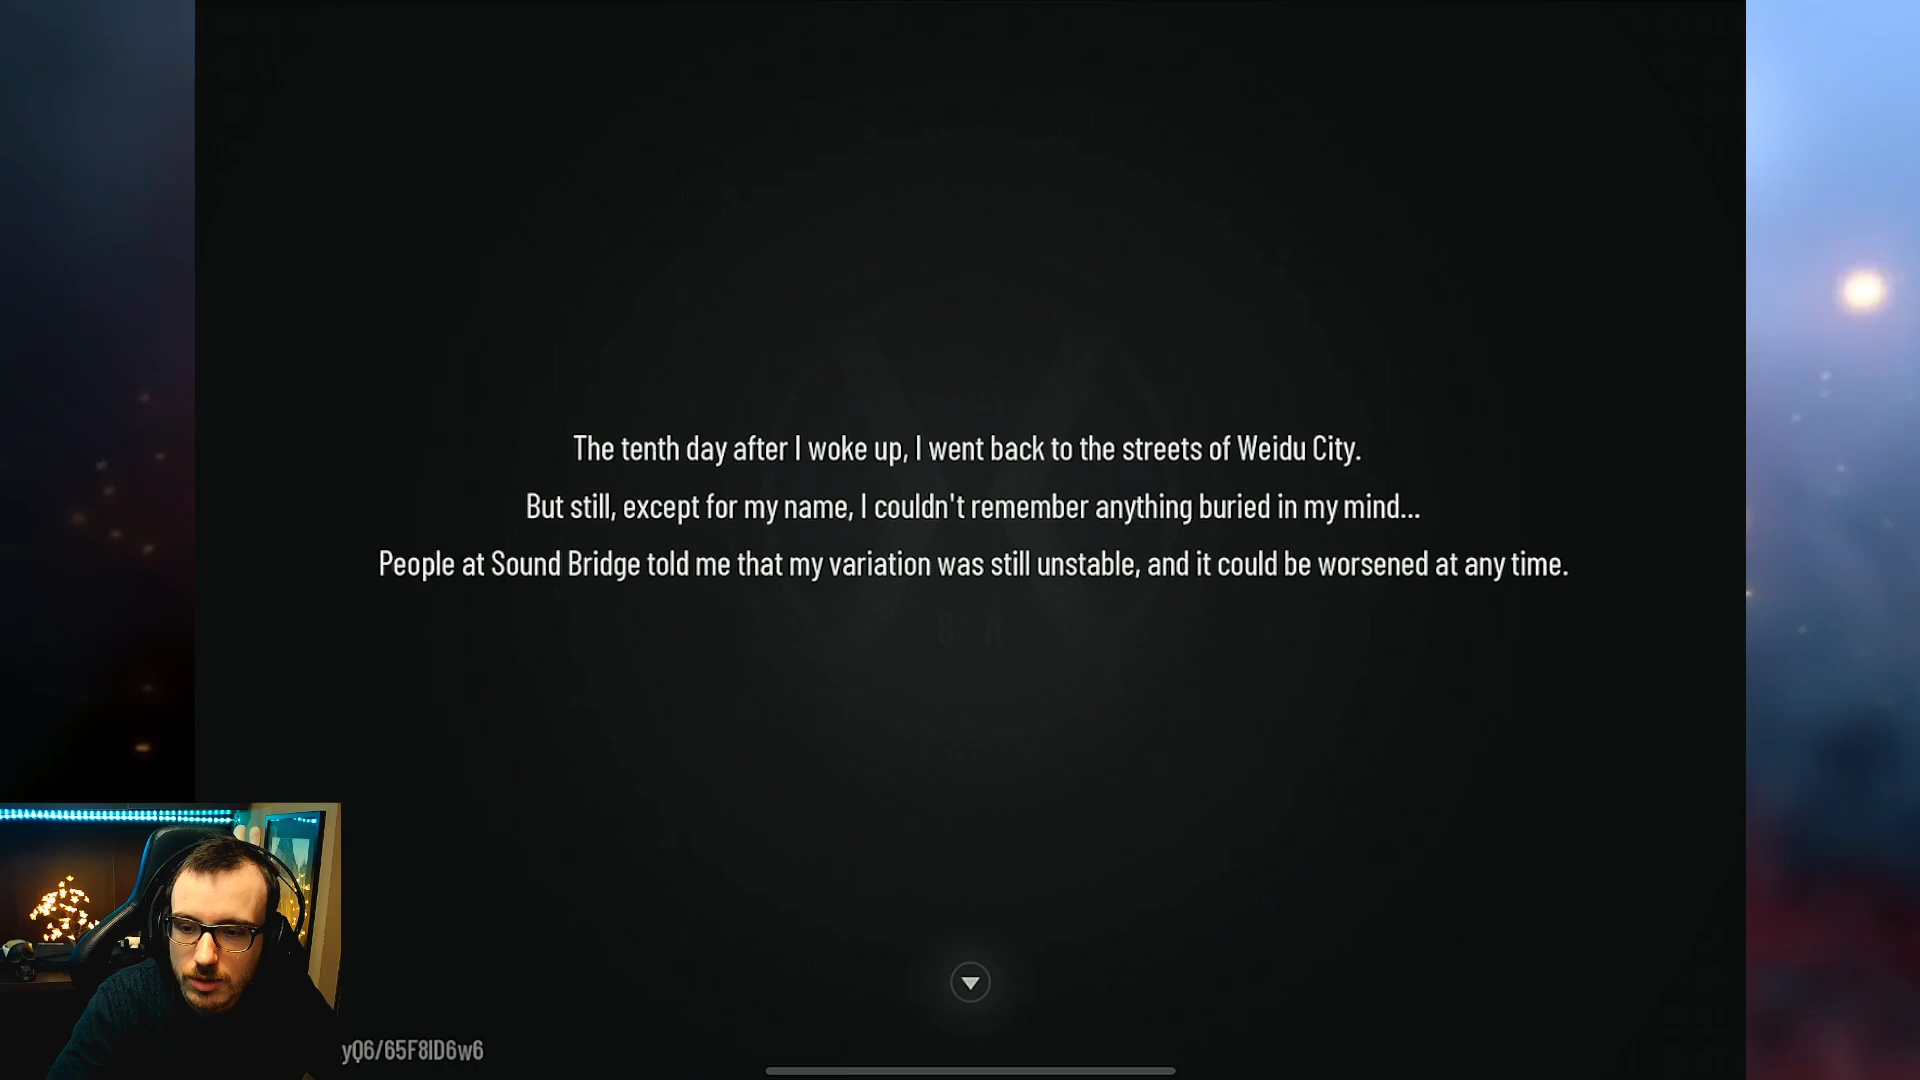 The tenth day after I woke up, I went back to the streets of Weidu City.
But still, except for my name, I couldn't remember anything buried in my mind...
People at Sound Bridge told me that my variation was still unstable, and it could be worsened at any time.
yQ6/65F8ID6w6